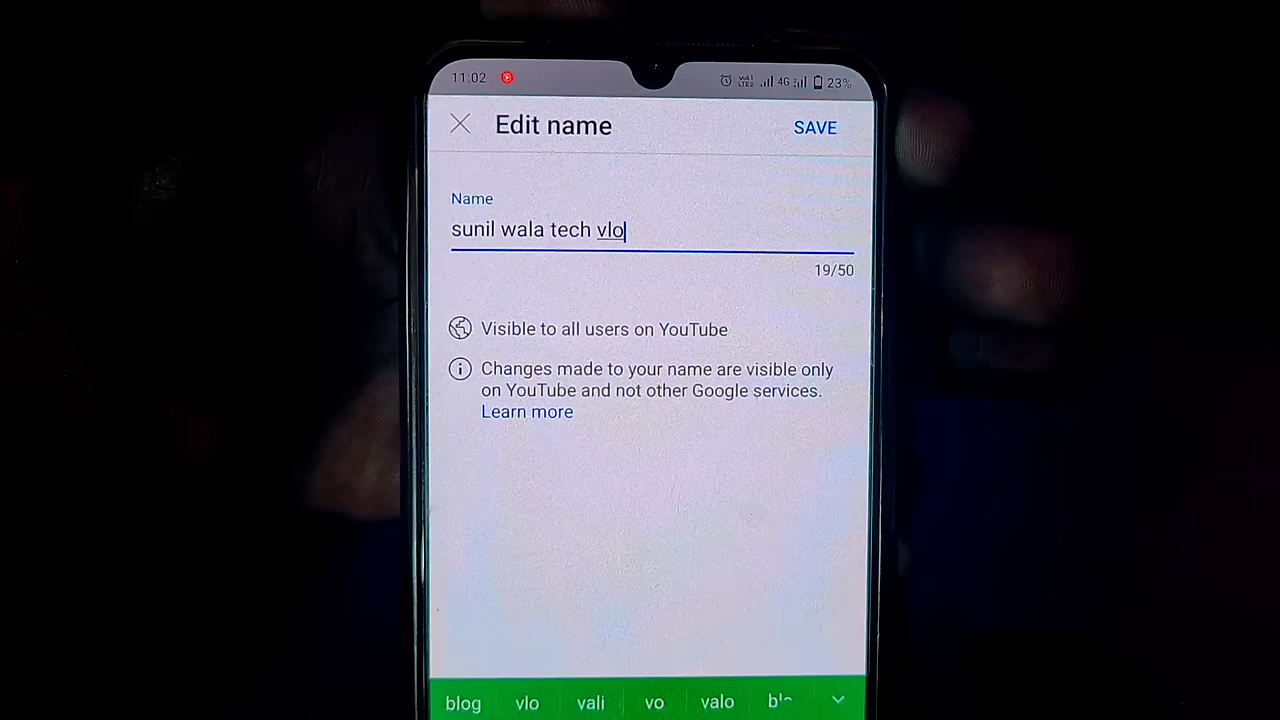 11:02 4G 23%
Edit name SAVE
Name
sunil wala tech vlo
19/50
Visible to all users on YouTube
Changes made to your name are visible only
on YouTube and not other Google services.
Learn more
blog vlo vali vo valo